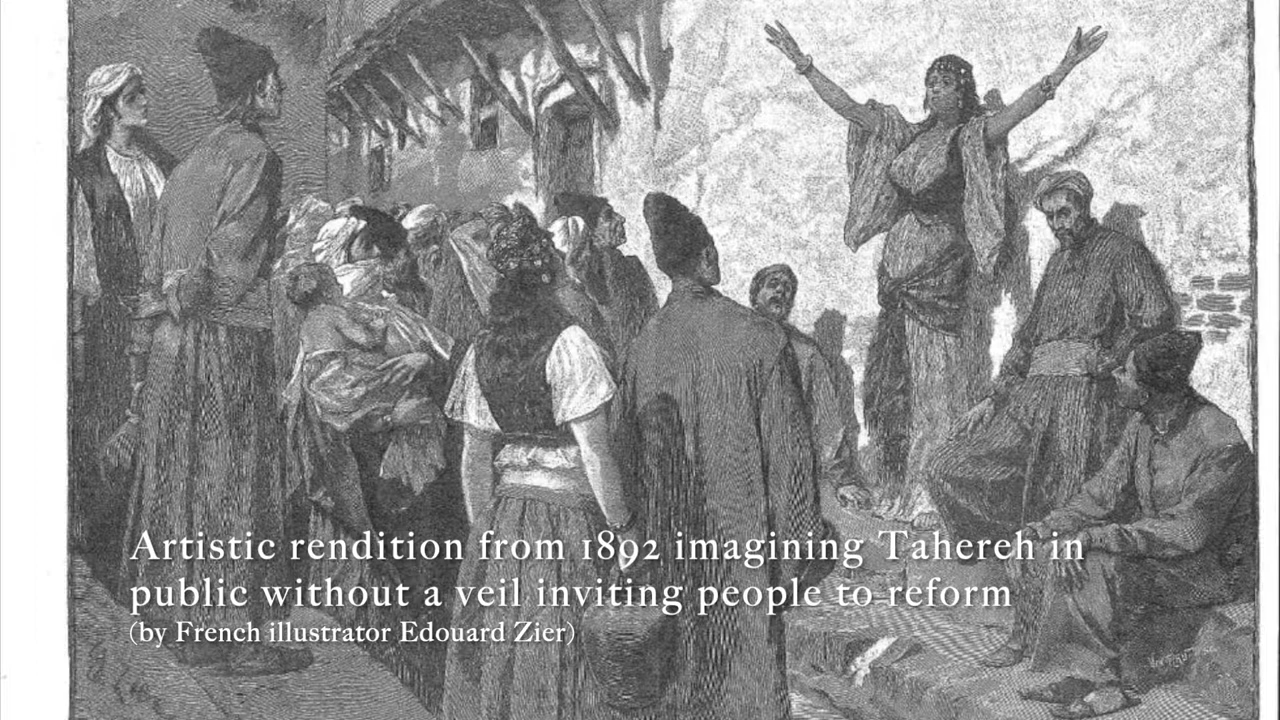 Artistic rendition from 1892 imagining Tahereh in
public without a veil inviting people to reform
(by French illustrator Edouard Zier)